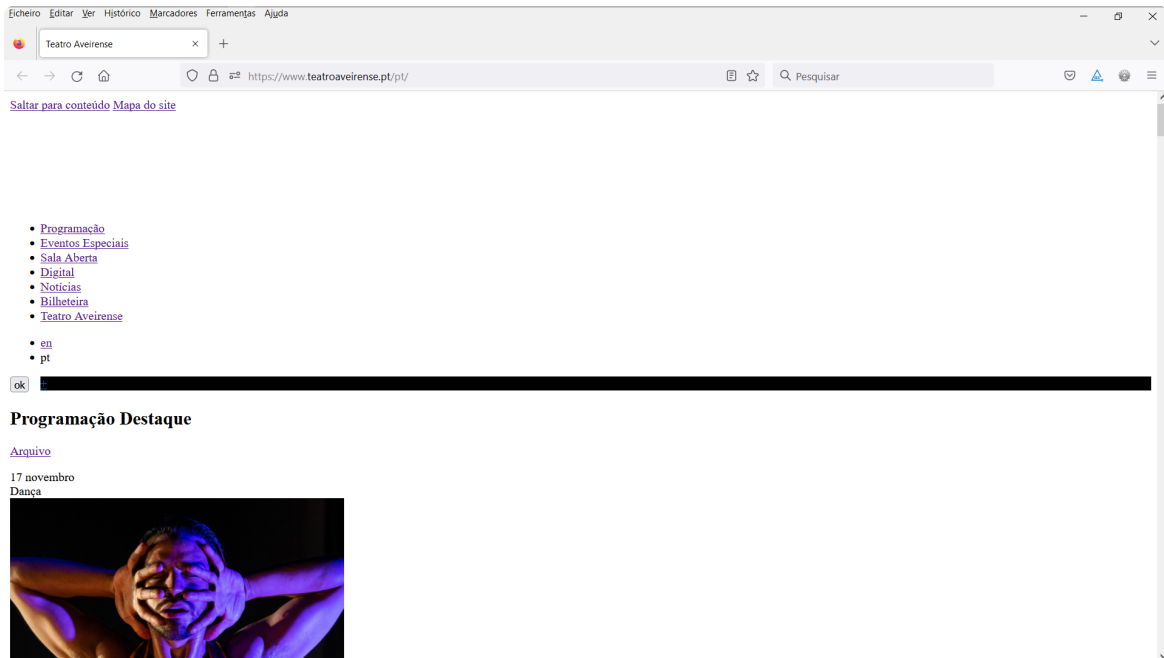 Ficheiro Editar Ver Histórico Marcadores Ferramentas Ajuda
Teatro Aveirense
https://www.teatroaveirense.pt/pt/ Pesquisar
Saltar para conteúdo Mapa do site
Programação
Eventos Especiais
Sala Aberta
Digital
Notícias
Bilheteira
Teatro Aveirense
en
pt
ok +
Programação Destaque
Arquivo
17 novembro
Dança